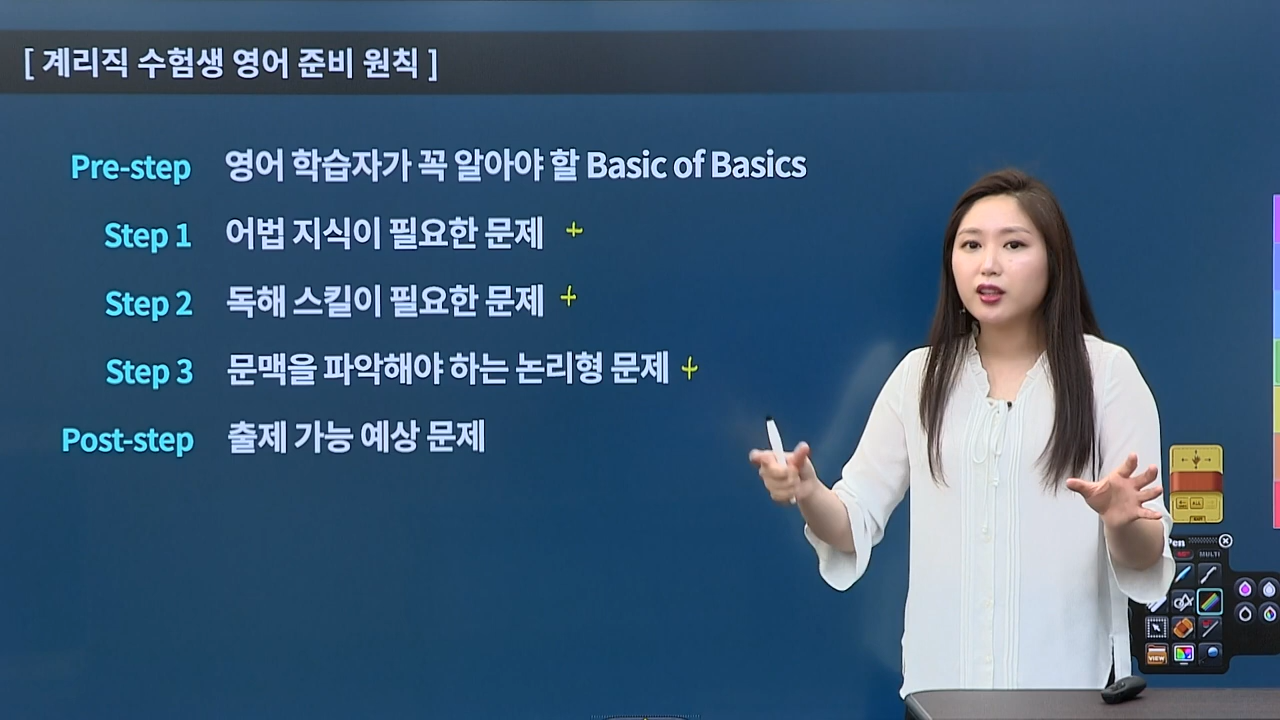 [ 계리직 수험생 영어 준비 원칙 ]
Pre-step 영어 학습자가 꼭 알아야 할 Basic of Basics
Step 1 어법 지식이 필요한 문제 +
Step 2 독해 스킬이 필요한 문제 +
Step 3 문맥을 파악해야 하는 논리형 문제 +
Post-step 출제 가능 예상 문제
Pen
MULTI
ALL
VIEW